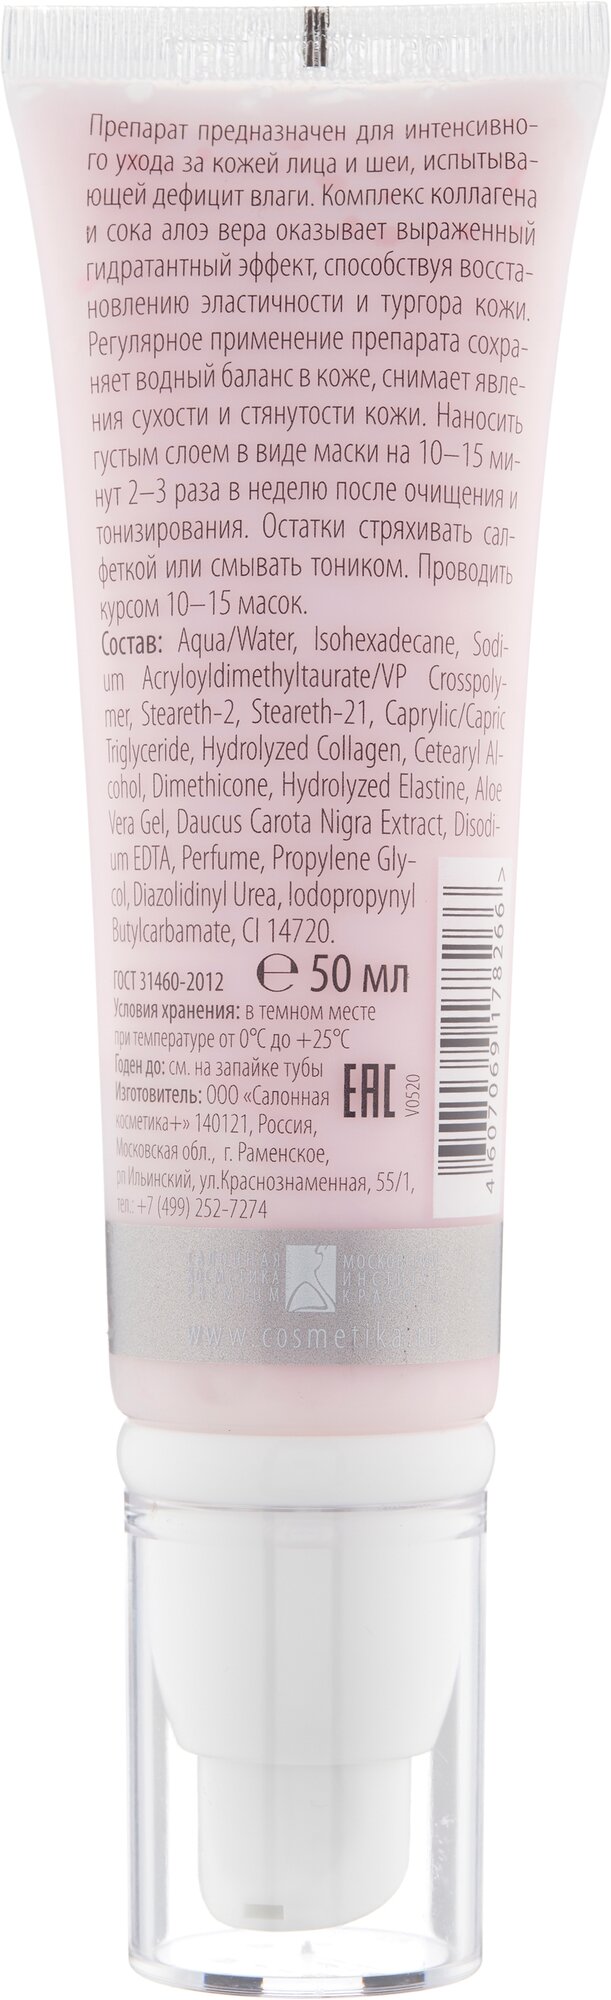 Препарат предназначен для интенсивно-
го ухода за кожей лица и шеи, испытыва-
ющей дефицит влаги. Комплекс коллагена
и сока алоэ вера оказывает выраженный
гидратантный эффект, способствуя восста-
новлению эластичности и тургора кожи.
Регулярное применение препарата сохра-
няет водный баланс в коже, снимает явле-
ния сухости и стянутости кожи. Наносить
густым слоем в виде маски на 10–15 ми-
нут 2–3 раза в неделю после очищения и
тонизирования. Остатки стряхивать сал-
феткой или смывать тоником. Проводить
курсом 10–15 масок.
Состав: Aqua/Water, Isohexadecane, Sodi-
um Acryloyldimethyltaurate/VP Crosspoly-
mer, Steareth-2, Steareth-21, Caprylic/Capric
Triglyceride, Hydrolyzed Collagen, Cetearyl Al-
cohol, Dimethicone, Hydrolyzed Elastine, Aloe
Vera Gel, Daucus Carota Nigra Extract, Disodi-
um EDTA, Perfume, Propylene Gly-
col, Diazolidinyl Urea, Iodopropynyl
Butylcarbamate, CI 14720.
ГОСТ 31460-2012 ℮ 50 мл
Условия хранения: в темном месте
при температуре от 0°C до +25°C
Годен до: см. на запайке тубы
Изготовитель: ООО «Салонная
косметика+» 140121, Россия,
Московская обл., г. Раменское,
рп Ильинский, ул.Краснознаменная, 55/1,
тел.: +7 (499) 252-7274
EAC
V0520
4 607069 178266 >
САЛОННАЯ
КОСМЕТИКА
PREMIUM
МОСКОВСКИЙ
ИНСТИТУТ
КРАСОТЫ
www.cosmetika.ru